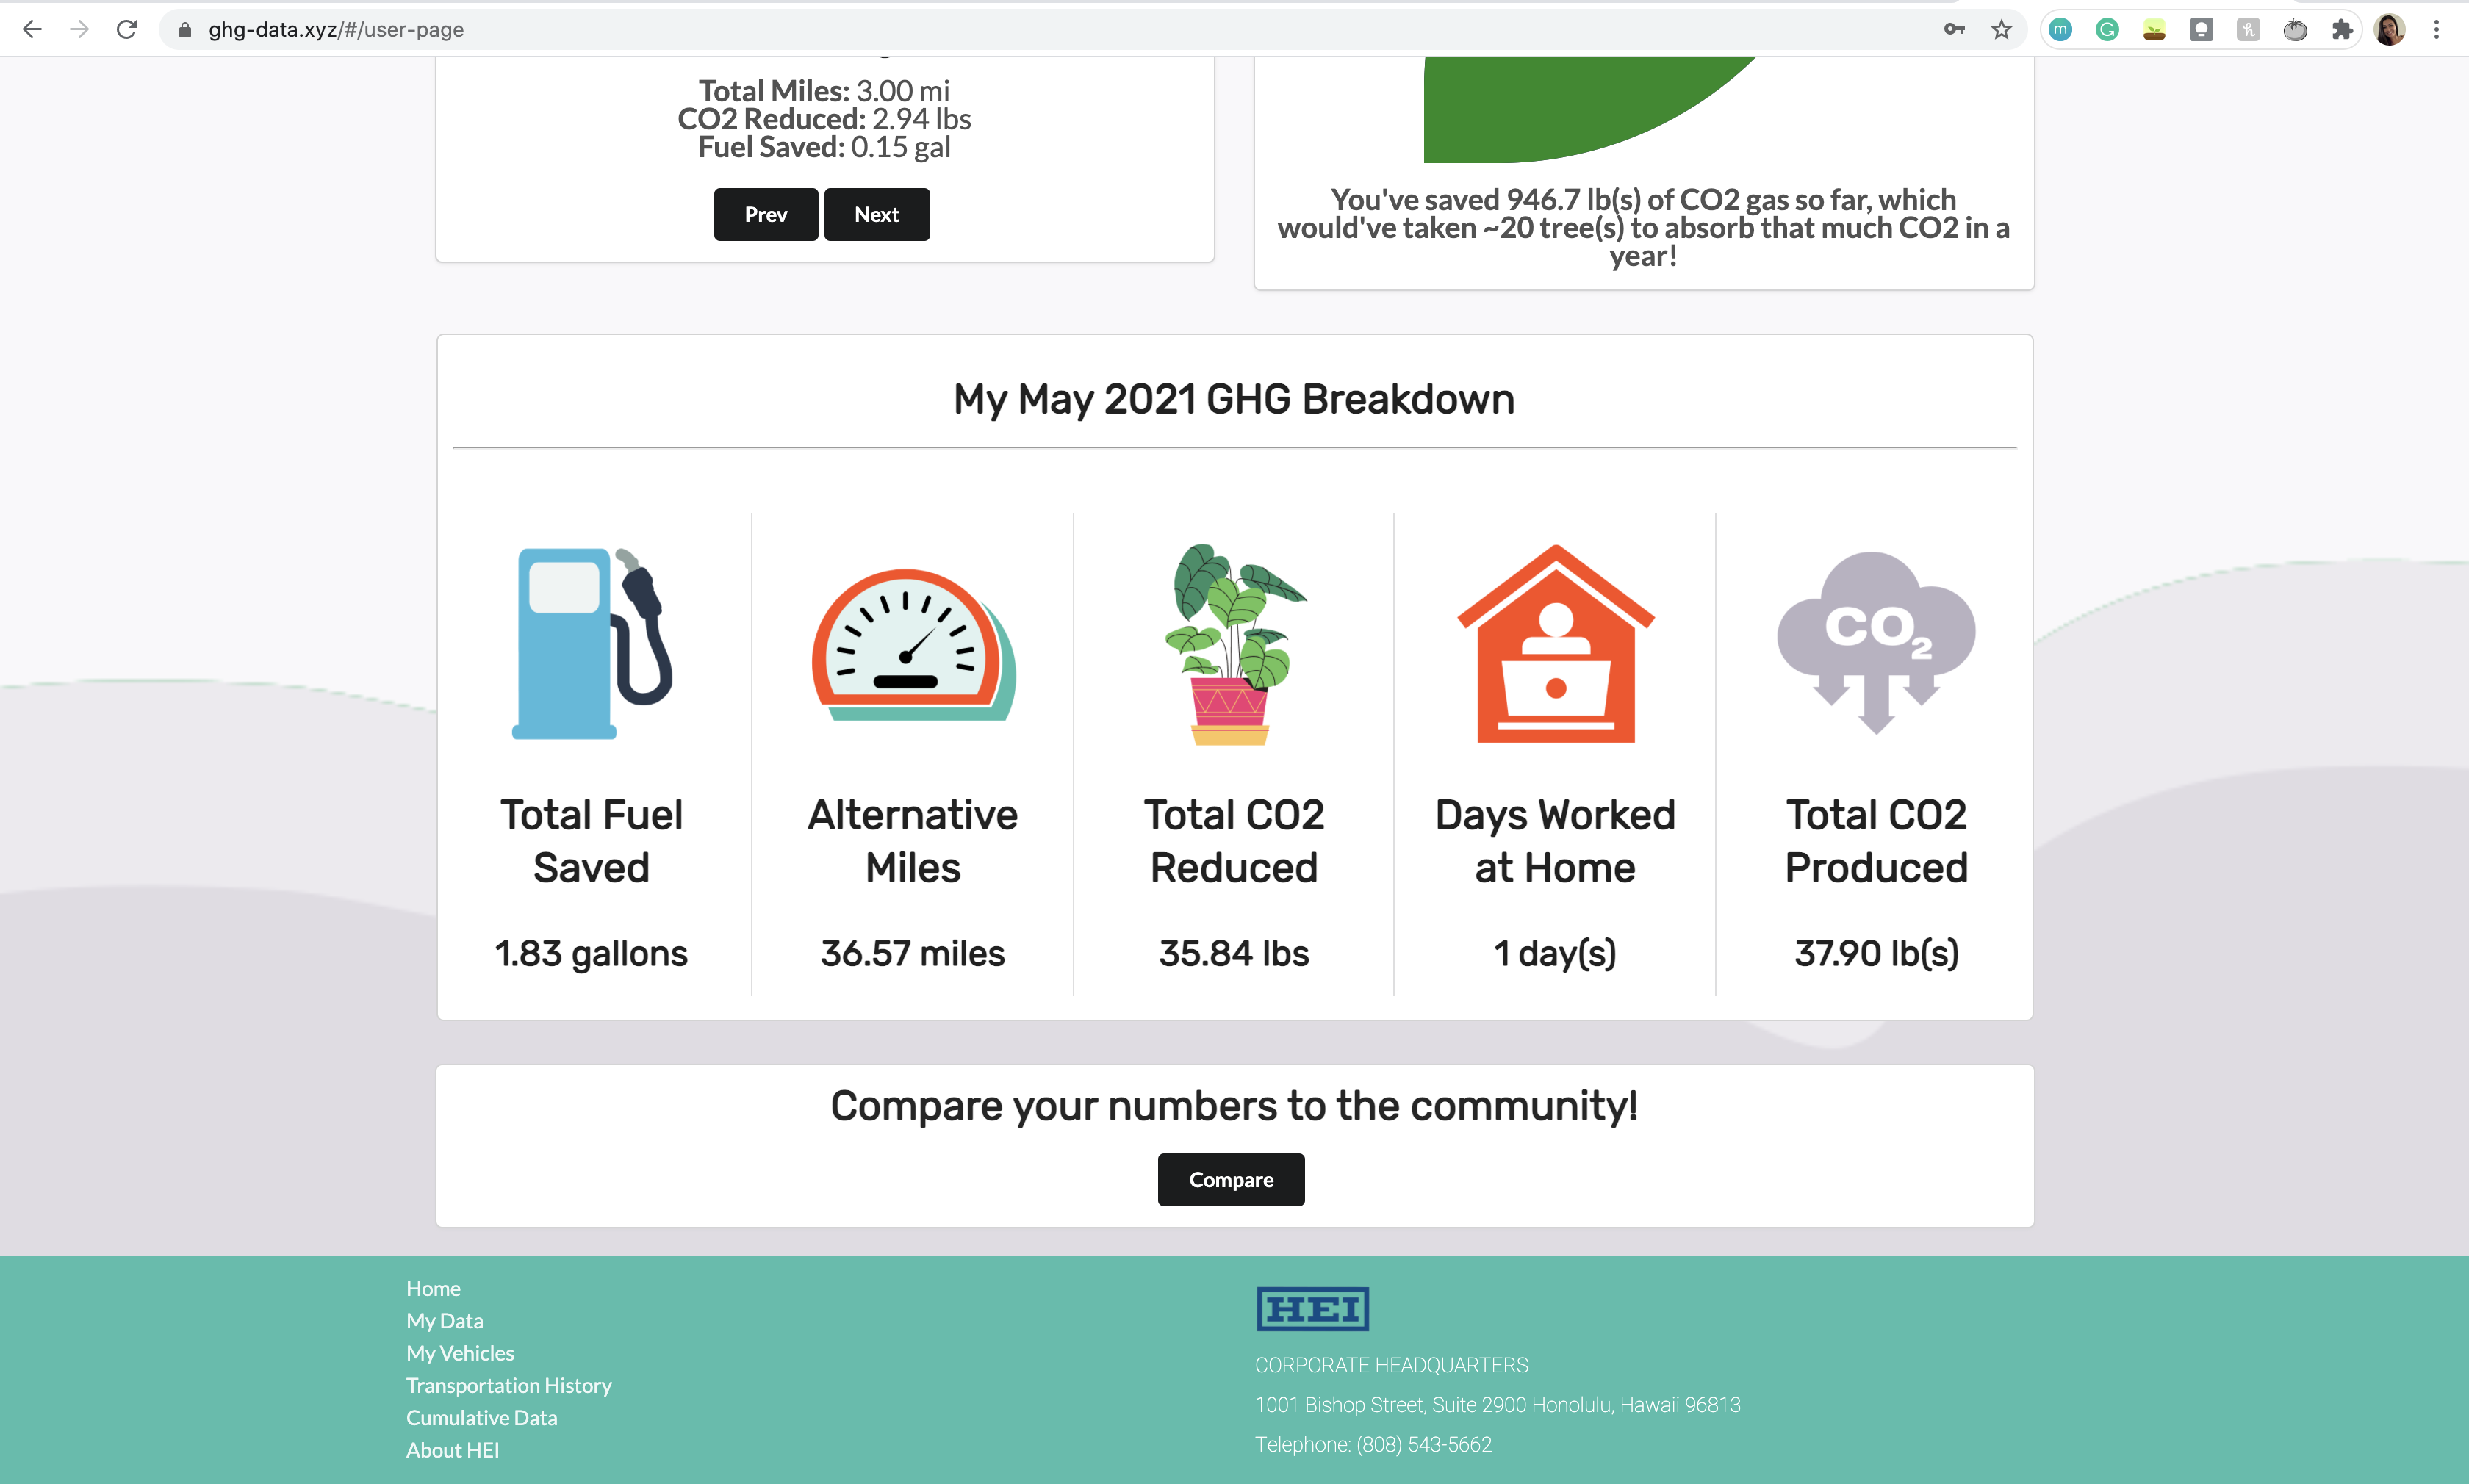 ghg-data.xyz/#/user-page
Total Miles: 3.00 mi
CO2 Reduced: 2.94 lbs
Fuel Saved: 0.15 gal
Prev
Next
You've saved 946.7 lb(s) of CO2 gas so far, which
would've taken ~20 tree(s) to absorb that much CO2 in a
year!
My May 2021 GHG Breakdown
CO2
Total Fuel
Saved
1.83 gallons
Alternative
Miles
36.57 miles
Total CO2
Reduced
35.84 lbs
Days Worked
at Home
1 day(s)
Total CO2
Produced
37.90 lb(s)
Compare your numbers to the community!
Compare
Home
My Data
My Vehicles
Transportation History
Cumulative Data
About HEI
HEI
CORPORATE HEADQUARTERS
1001 Bishop Street, Suite 2900 Honolulu, Hawaii 96813
Telephone: (808) 543-5662